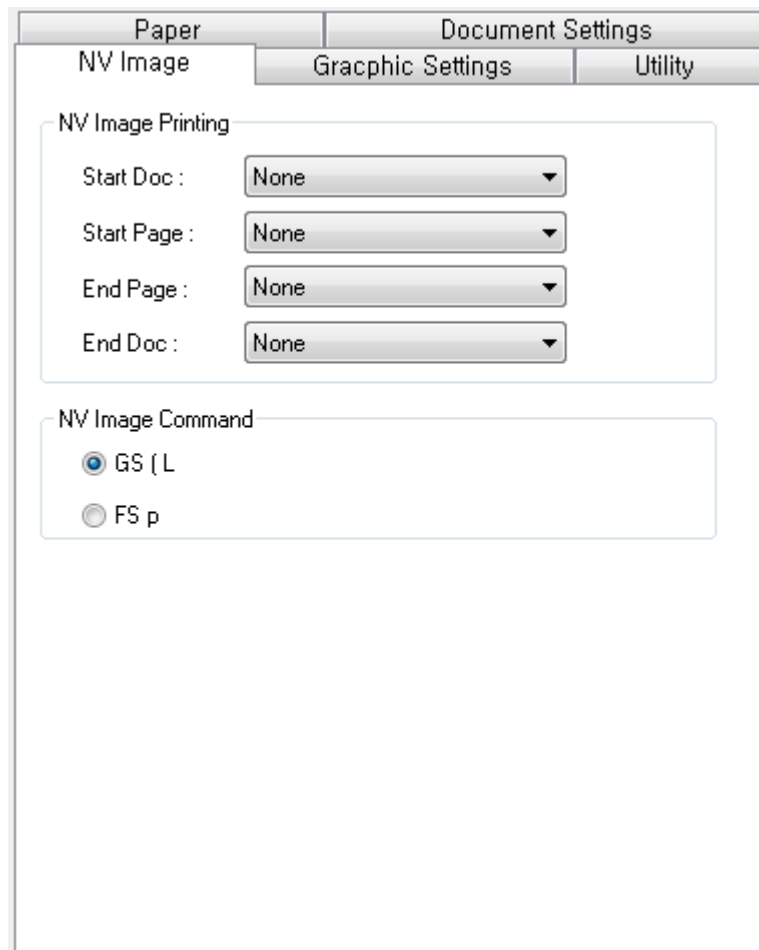 Paper Document Settings
NV Image Gracphic Settings Utility
NV Image Printing
Start Doc : None
Start Page : None
End Page : None
End Doc : None
NV Image Command
GS ( L
FS p